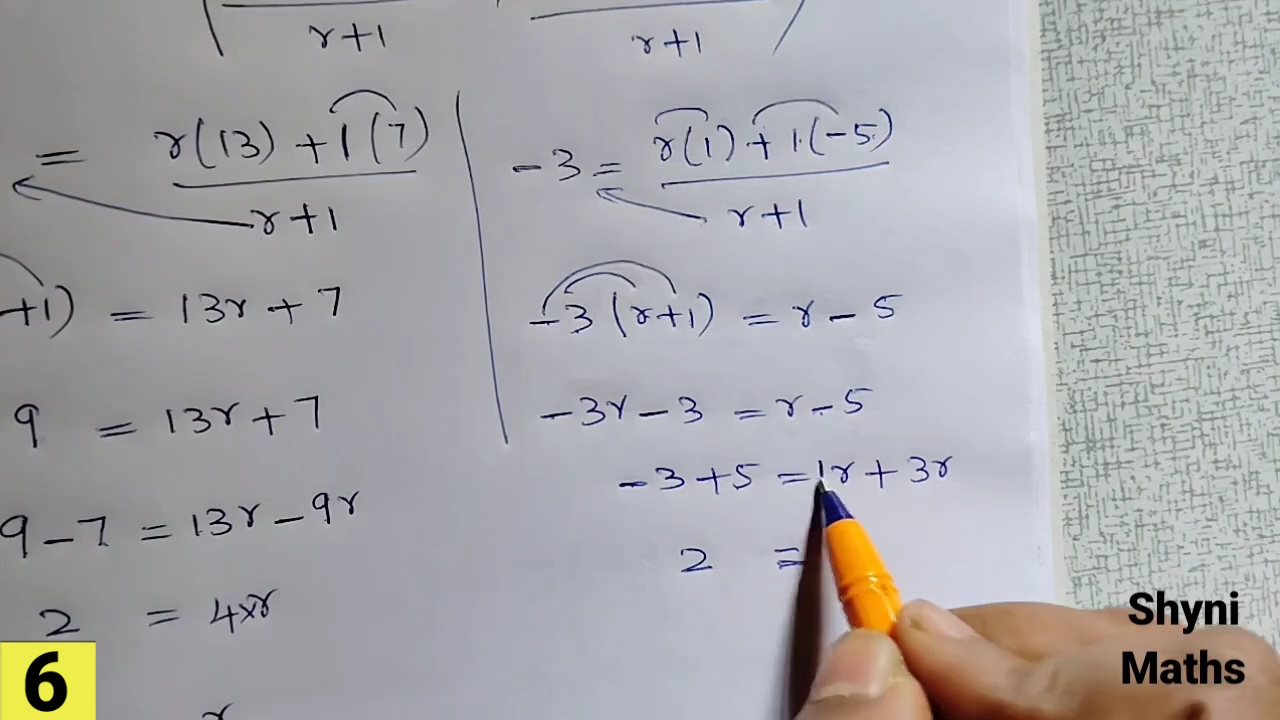 r+1
r+1
= r(13) + 1(7)
r+1
+1) = 13r + 7
9 = 13r + 7
9 - 7 = 13r - 9r
2 = 4xr
r
-3 = r(1) + 1(-5)
r+1
-3(r+1) = r - 5
-3r - 3 = r - 5
-3 + 5 = 1r + 3r
2 =
6
Shyni
Maths